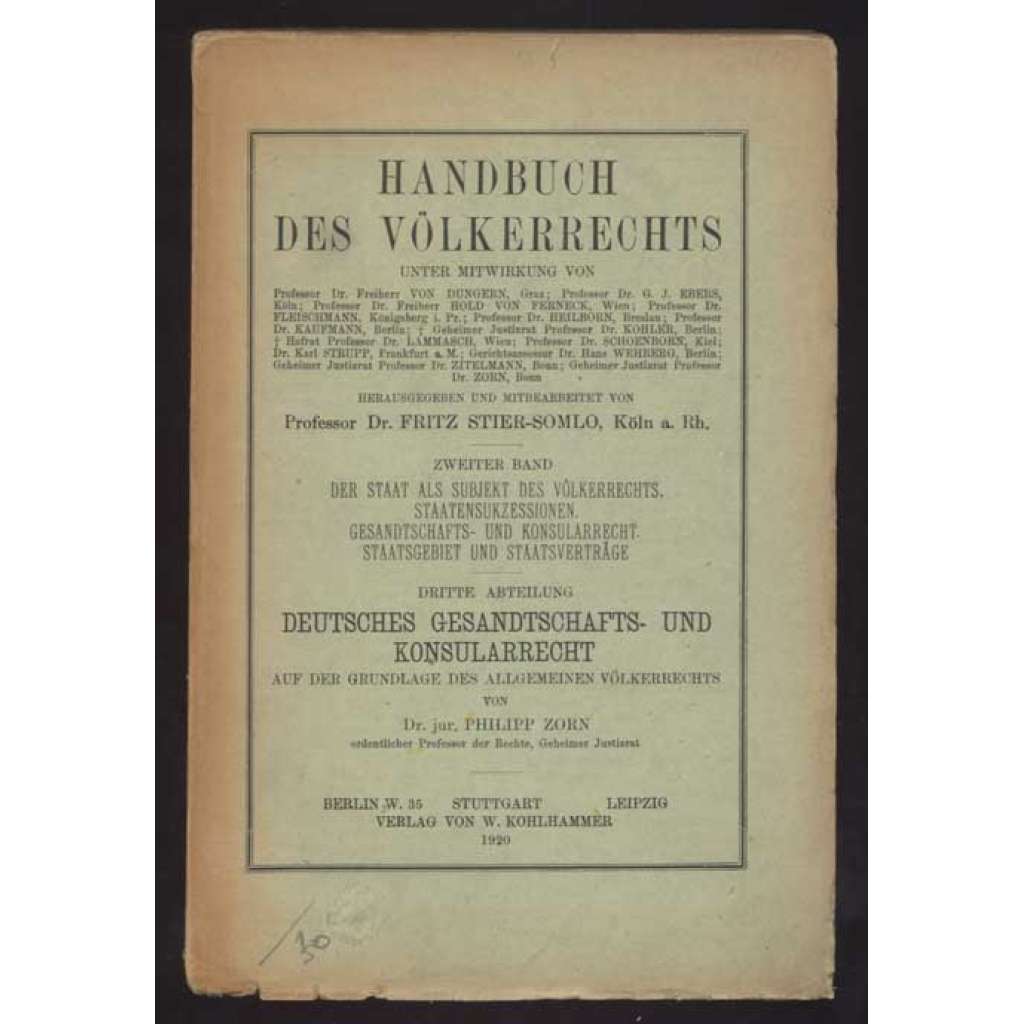 HANDBUCH
DES VÖLKERRECHTS
UNTER MITWIRKUNG VON
Professor Dr. Freiherr VON DUNGERN, Graz; Professor Dr. G. J. EBERS,
Köln; Professor Dr. Freiherr HOLD VON FERNECK, Wien; Professor Dr.
FLEISCHMANN, Königsberg i. Pr.; Professor Dr. HEILBORN, Breslau; Professor
Dr. KAUFMANN, Berlin; † Geheimer Justizrat Professor Dr. KOHLER, Berlin;
† Hofrat Professor Dr. LAMMASCH, Wien; Professor Dr. SCHOENBORN, Kiel;
Dr. Karl STRUPP, Frankfurt a. M.; Gerichtsassessor Dr. Hans WEHBERG, Berlin;
Geheimer Justizrat Professor Dr. ZITELMANN, Bonn; Geheimer Justizrat Professor
Dr. ZORN, Bonn
HERAUSGEGEBEN UND MITBEARBEITET VON
Professor Dr. FRITZ STIER-SOMLO, Köln a. Rh.
ZWEITER BAND
DER STAAT ALS SUBJEKT DES VÖLKERRECHTS.
STAATENSUKZESSIONEN.
GESANDTSCHAFTS- UND KONSULARRECHT.
STAATSGEBIET UND STAATSVERTRÄGE
DRITTE ABTEILUNG
DEUTSCHES GESANDTSCHAFTS- UND
KONSULARRECHT
AUF DER GRUNDLAGE DES ALLGEMEINEN VÖLKERRECHTS
VON
Dr. jur. PHILIPP ZORN
ordentlicher Professor der Rechte, Geheimer Justizrat
BERLIN W. 35 STUTTGART LEIPZIG
VERLAG VON W. KOHLHAMMER
1920